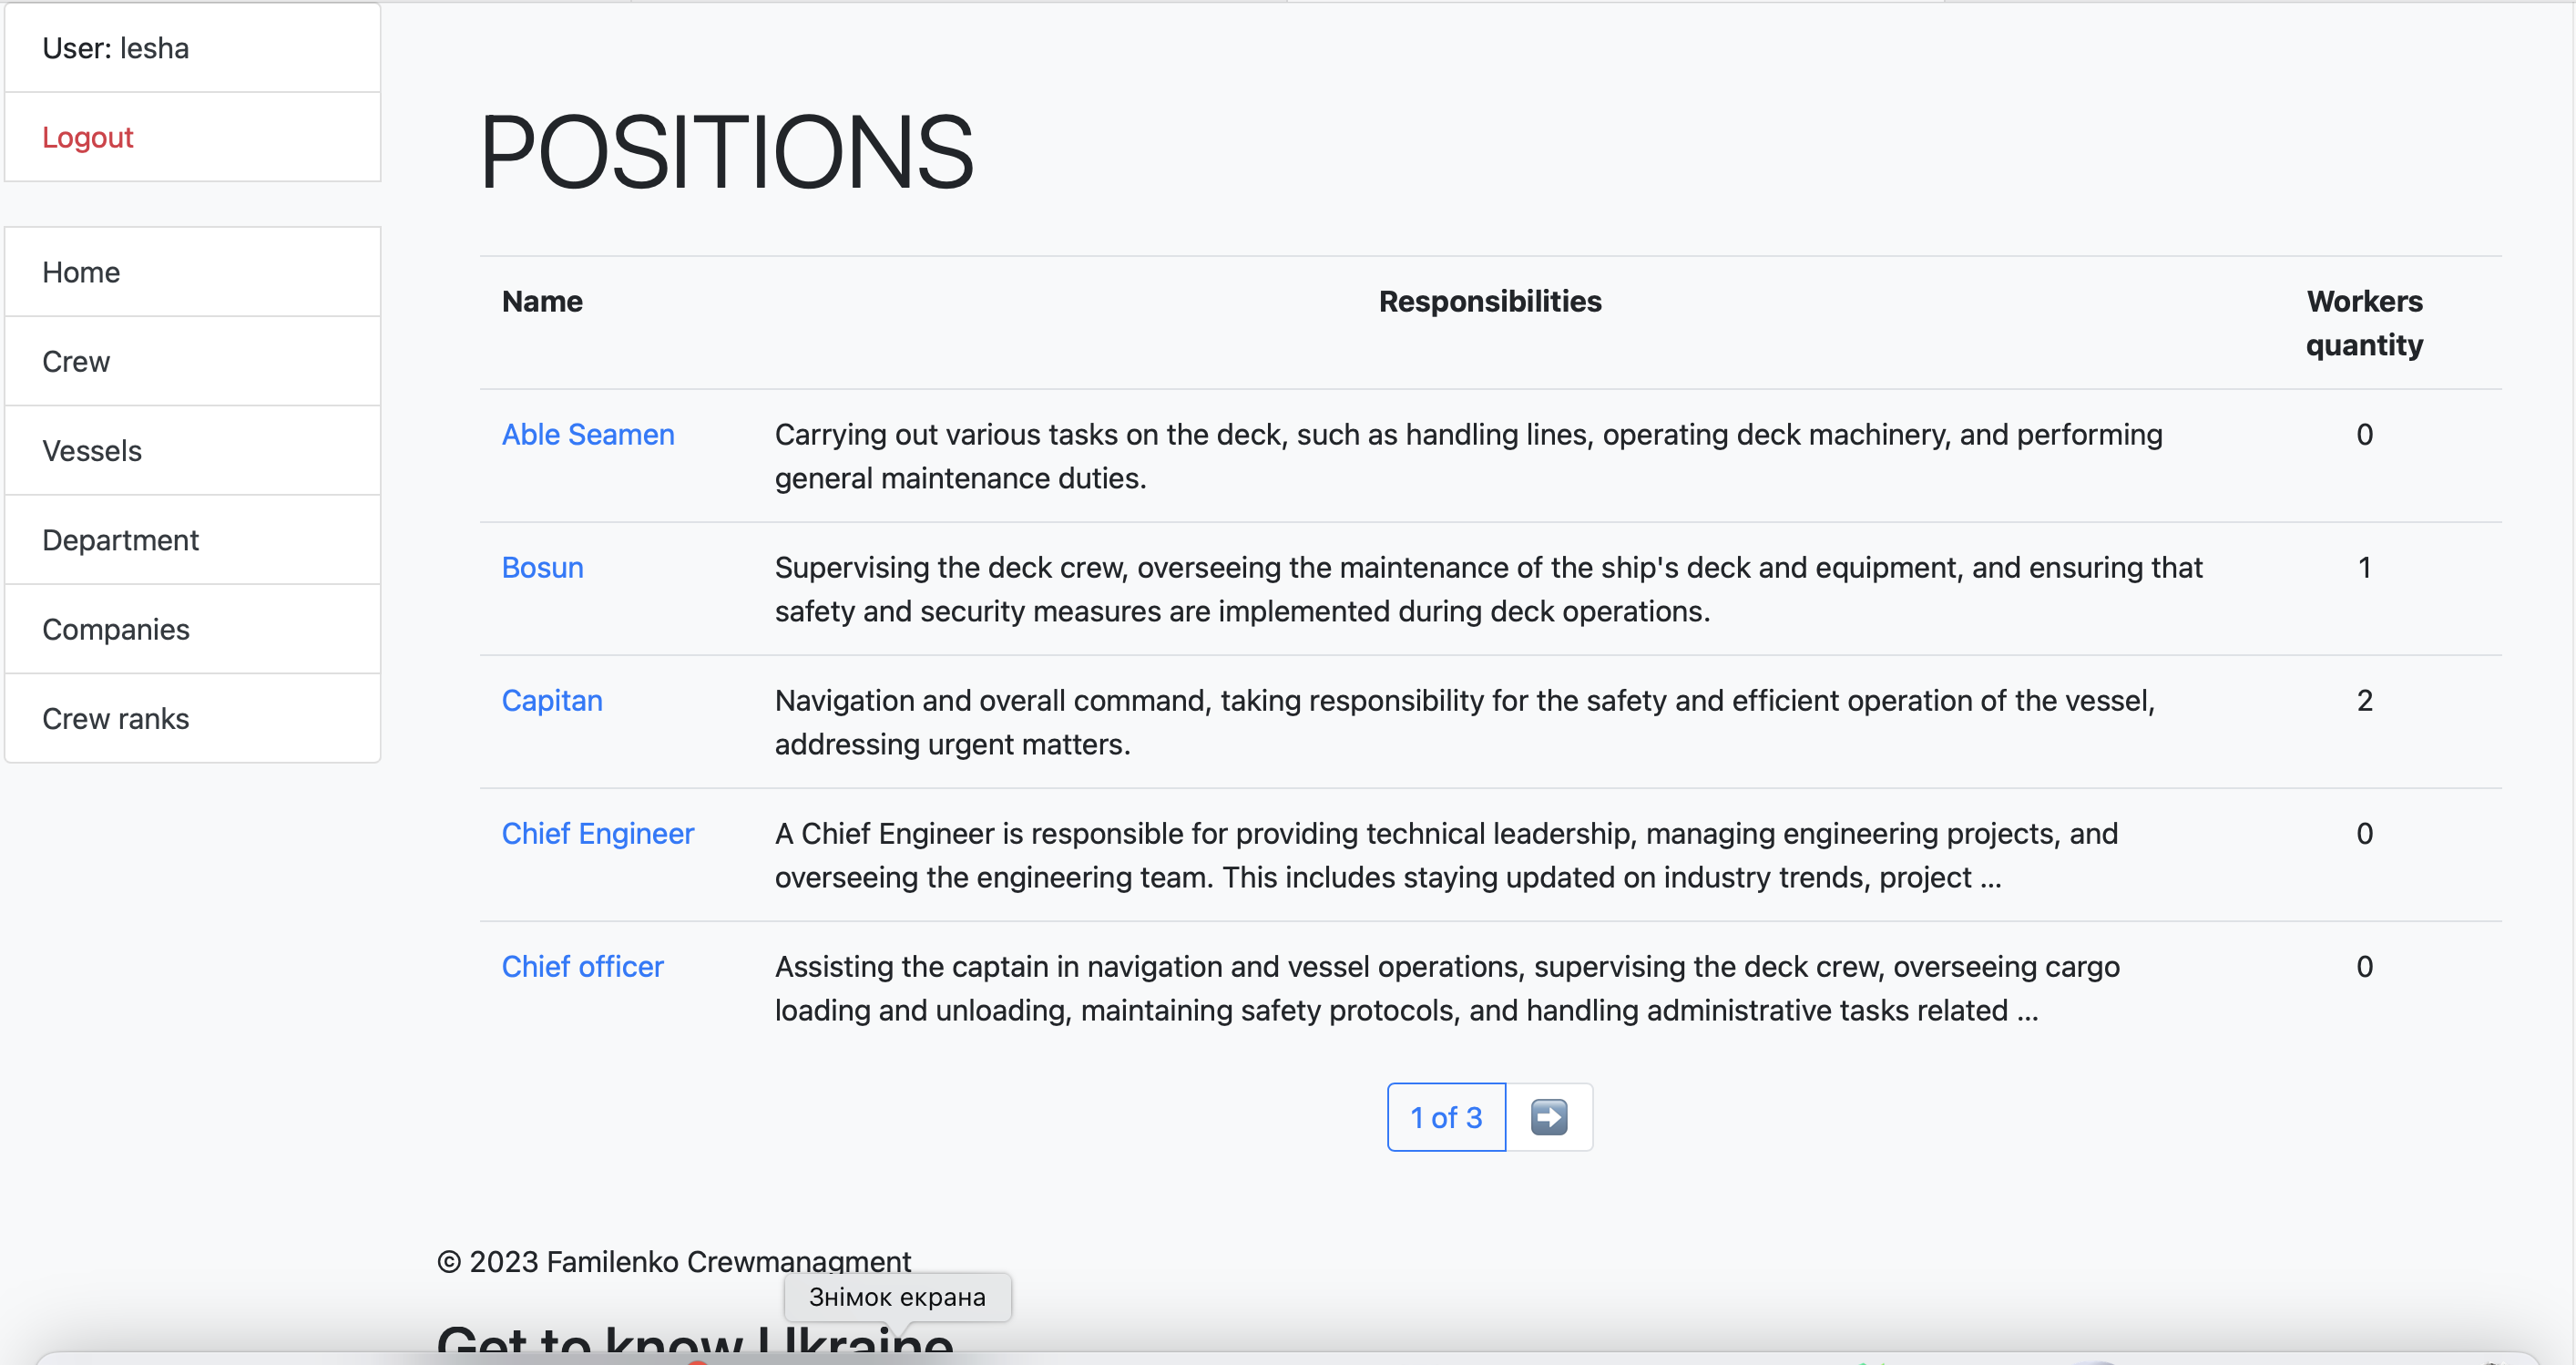 User: lesha
Logout
Home
Crew
Vessels
Department
Companies
Crew ranks
POSITIONS
Name Responsibilities Workers
quantity
Able Seamen Carrying out various tasks on the deck, such as handling lines, operating deck machinery, and performing 0
general maintenance duties.
Bosun Supervising the deck crew, overseeing the maintenance of the ship's deck and equipment, and ensuring that 1
safety and security measures are implemented during deck operations.
Capitan Navigation and overall command, taking responsibility for the safety and efficient operation of the vessel, 2
addressing urgent matters.
Chief Engineer A Chief Engineer is responsible for providing technical leadership, managing engineering projects, and 0
overseeing the engineering team. This includes staying updated on industry trends, project ...
Chief officer Assisting the captain in navigation and vessel operations, supervising the deck crew, overseeing cargo 0
loading and unloading, maintaining safety protocols, and handling administrative tasks related ...
1 of 3
© 2023 Familenko Crewmanagment
Знімок екрана
Get to know Ukraine